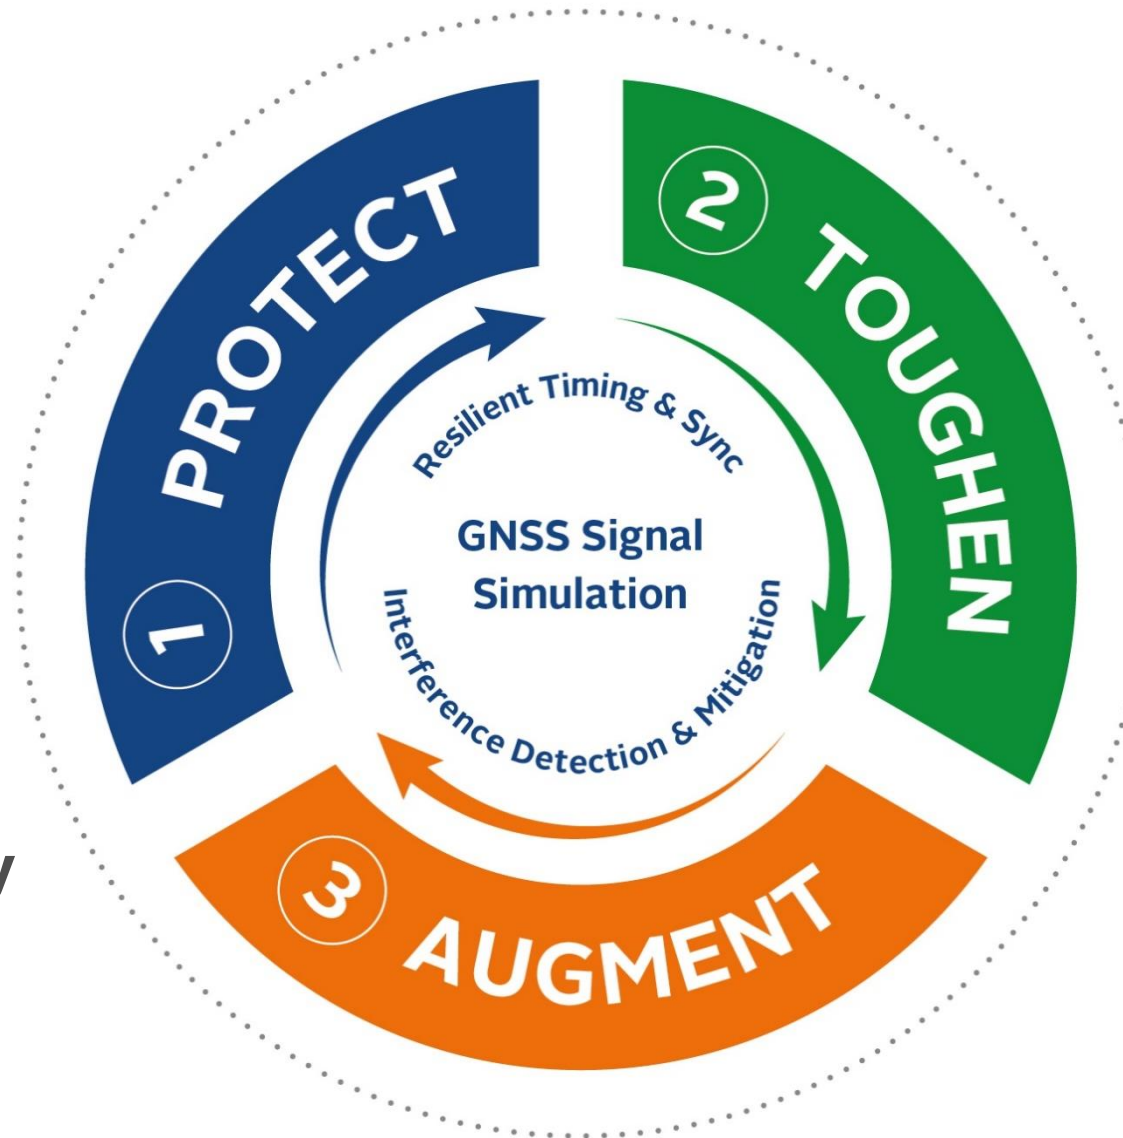 1 PROTECT
2 TOUGHEN
3 AUGMENT
Resilient Timing & Sync
GNSS Signal
Simulation
Interference Detection & Mitigation